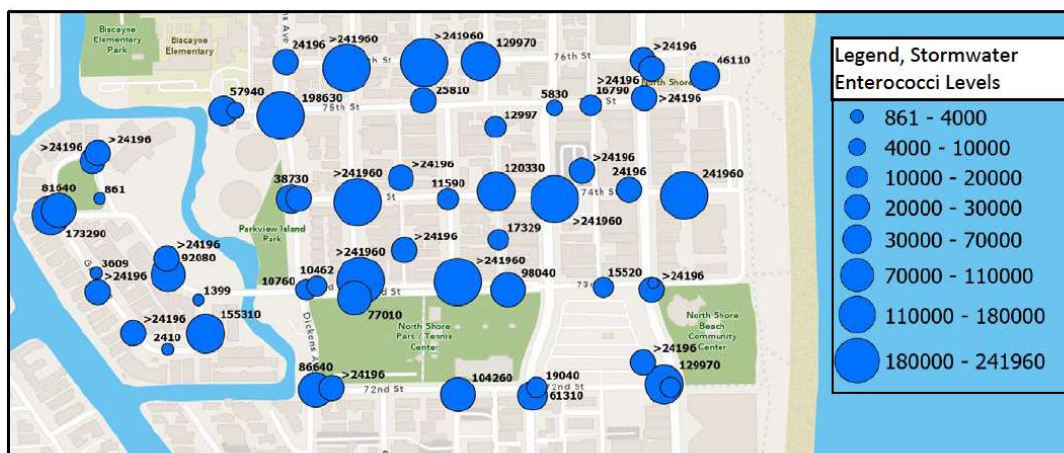 Biscayne
Elementary
Park
Biscayne
Elementary
24196
>241960
>241960
129970
76th St
>24196
North Shore
46110
57940
198630
75th St
25810
5830
>24196
16790
>24196
12997
>24196
>24196
861
81640
173290
38730
>241960
>24196
11590
120330
>24196
24196
74th St
241960
>241960
Parkview Island
Park
>24196
92080
3609
>24196
1399
10760
10462
>241960
>24196
17329
>241960
98040
15520
73rd
>24196
77010
>24196
2410
155310
North Shore
Park / Tennis
Center
North Shore
Beach
Community
Center
86640
>24196
72nd St
104260
19040
61310
72nd St
>24196
129970
Legend, Stormwater
Enterococci Levels
861 - 4000
4000 - 10000
10000 - 20000
20000 - 30000
30000 - 70000
70000 - 110000
110000 - 180000
180000 - 241960